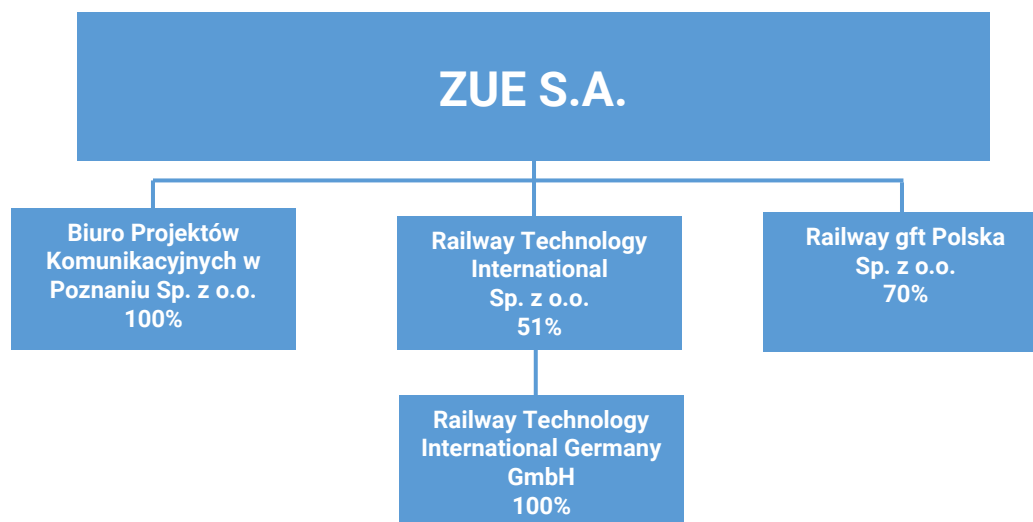 ZUE S.A.
Biuro Projektów
Komunikacyjnych w
Poznaniu Sp. z o.o.
100%
Railway Technology
International
Sp. z o.o.
51%
Railway gft Polska
Sp. z o.o.
70%
Railway Technology
International Germany
GmbH
100%